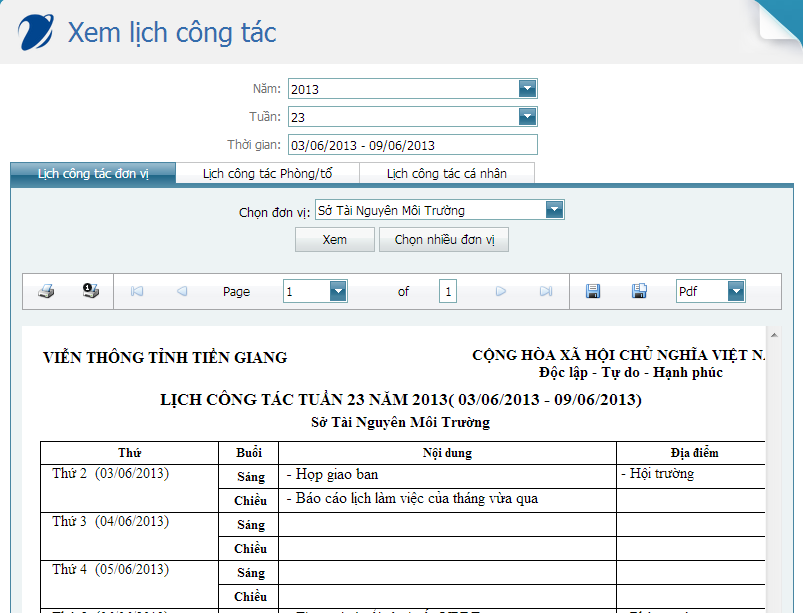 Xem lịch công tác
Năm: 2013
Tuần: 23
Thời gian: 03/06/2013 - 09/06/2013
Lịch công tác đơn vị Lịch công tác Phòng/tổ Lịch công tác cá nhân
Chọn đơn vị: Sở Tài Nguyên Môi Trường
Xem Chọn nhiều đơn vị
Page 1 of 1 Pdf
VIỄN THÔNG TỈNH TIỀN GIANG
CỘNG HÒA XÃ HỘI CHỦ NGHĨA VIỆT
Độc lập - Tự do - Hạnh phúc
LỊCH CÔNG TÁC TUẦN 23 NĂM 2013( 03/06/2013 - 09/06/2013)
Sở Tài Nguyên Môi Trường
Thứ Buổi Nội dung Địa điểm
Thứ 2 (03/06/2013) Sáng - Họp giao ban - Hội trường
Chiều - Báo cáo lịch làm việc của tháng vừa qua
Thứ 3 (04/06/2013) Sáng
Chiều
Thứ 4 (05/06/2013) Sáng
Chiều